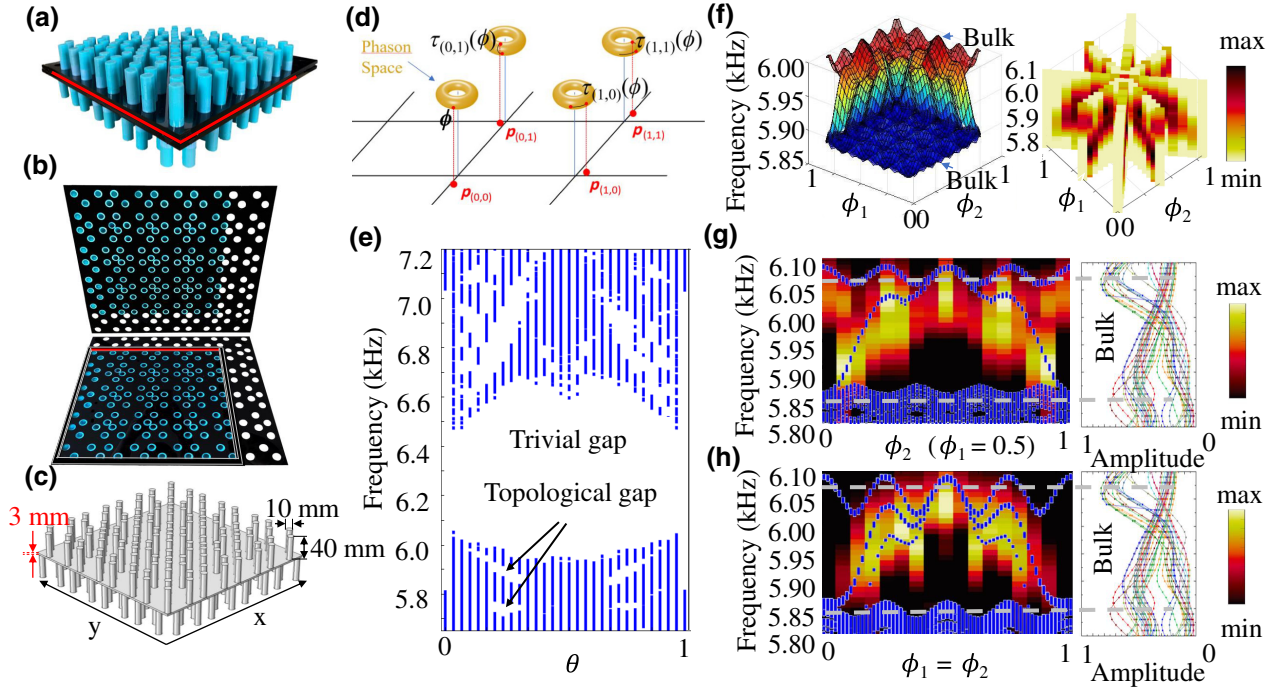 (a)
(b)
(c)
3 mm
10 mm
40 mm
y
x
(d)
Phason
Space
τ(0,1)(ϕ)
τ(1,1)(ϕ)
τ(1,0)(ϕ)
ϕ
p(0,1)
p(1,1)
p(0,0)
p(1,0)
(e)
Frequency (kHz)
7.2
7.0
6.8
6.6
6.4
6.2
6.0
5.8
Trivial gap
Topological gap
0
1
θ
(f)
Frequency (kHz)
6.00
5.95
5.90
5.85
Bulk
Bulk
1
ϕ1
00
ϕ2
1
6.1
6.0
5.9
5.8
1
ϕ1
00
ϕ2
1
max
min
(g)
Frequency (kHz)
6.10
6.05
6.00
5.95
5.90
5.85
5.80
0
ϕ2 (ϕ1 = 0.5)
1
Bulk
1
Amplitude
0
max
min
(h)
Frequency (kHz)
6.10
6.05
6.00
5.95
5.90
5.85
5.80
0
ϕ1 = ϕ2
1
Bulk
1
Amplitude
0
max
min